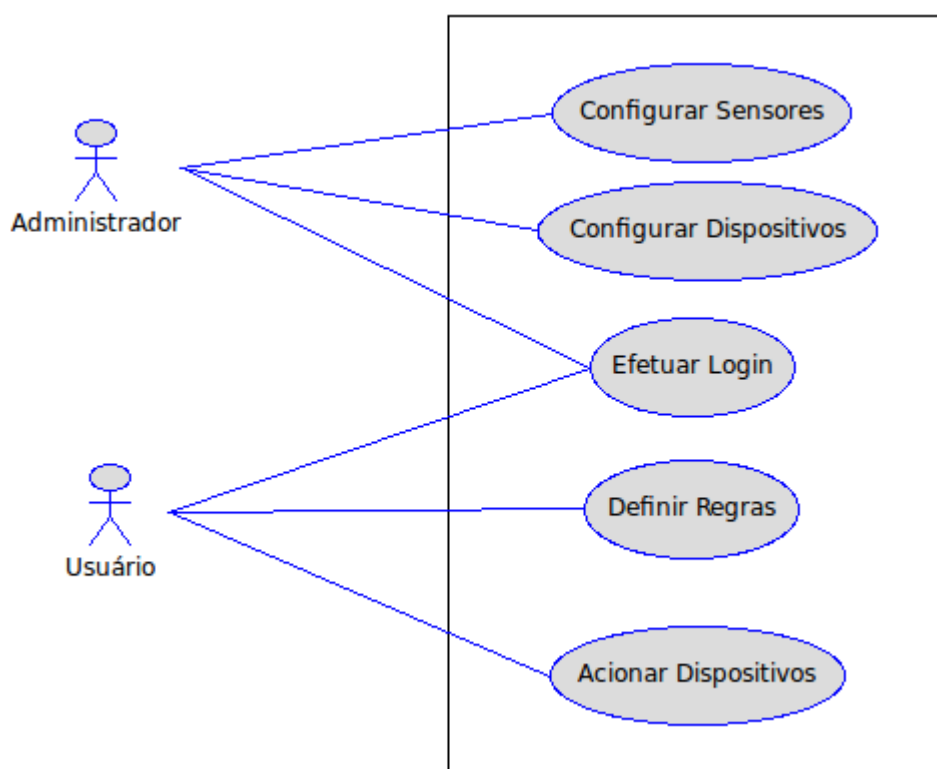 Configurar Sensores
Administrador
Configurar Dispositivos
Efetuar Login
Definir Regras
Usuário
Acionar Dispositivos